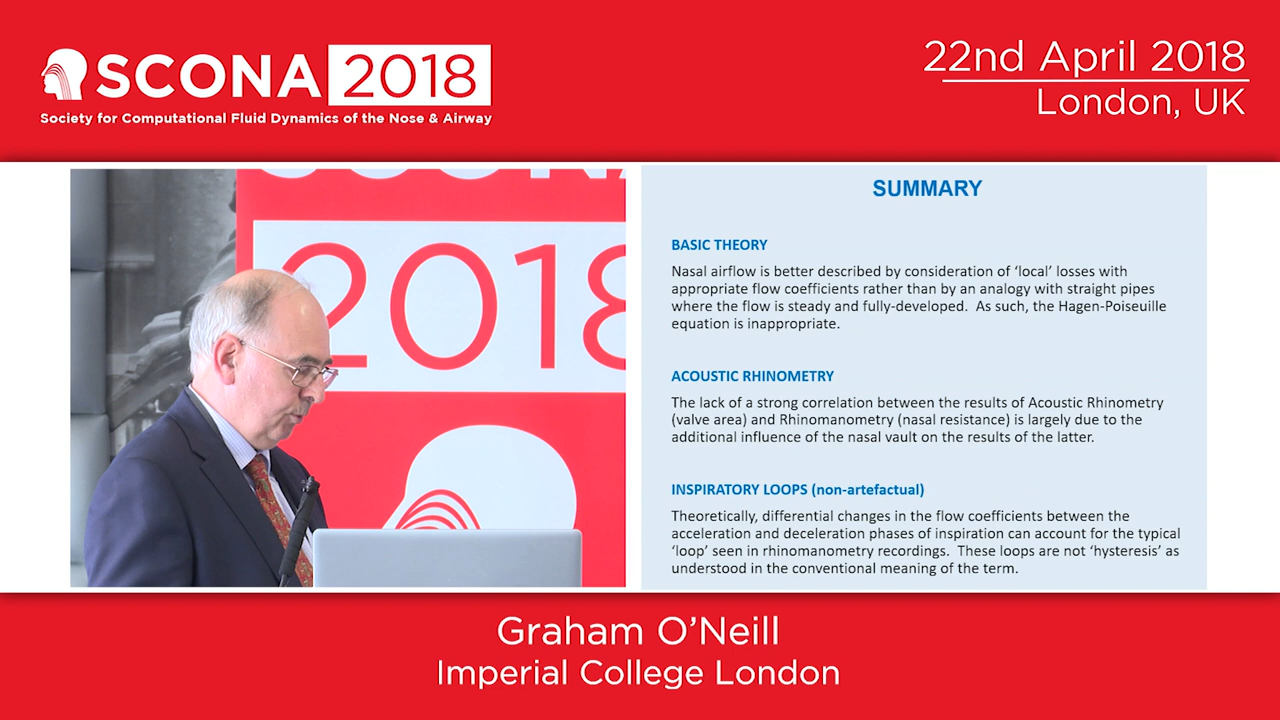 SCONA 2018
Society for Computational Fluid Dynamics of the Nose & Airway
22nd April 2018
London, UK
2018
SUMMARY
BASIC THEORY
Nasal airflow is better described by consideration of ‘local’ losses with
appropriate flow coefficients rather than by an analogy with straight pipes
where the flow is steady and fully-developed. As such, the Hagen-Poiseuille
equation is inappropriate.
ACOUSTIC RHINOMETRY
The lack of a strong correlation between the results of Acoustic Rhinometry
(valve area) and Rhinomanometry (nasal resistance) is largely due to the
additional influence of the nasal vault on the results of the latter.
INSPIRATORY LOOPS (non-artefactual)
Theoretically, differential changes in the flow coefficients between the
acceleration and deceleration phases of inspiration can account for the typical
‘loop’ seen in rhinomanometry recordings. These loops are not ‘hysteresis’ as
understood in the conventional meaning of the term.
Graham O’Neill
Imperial College London